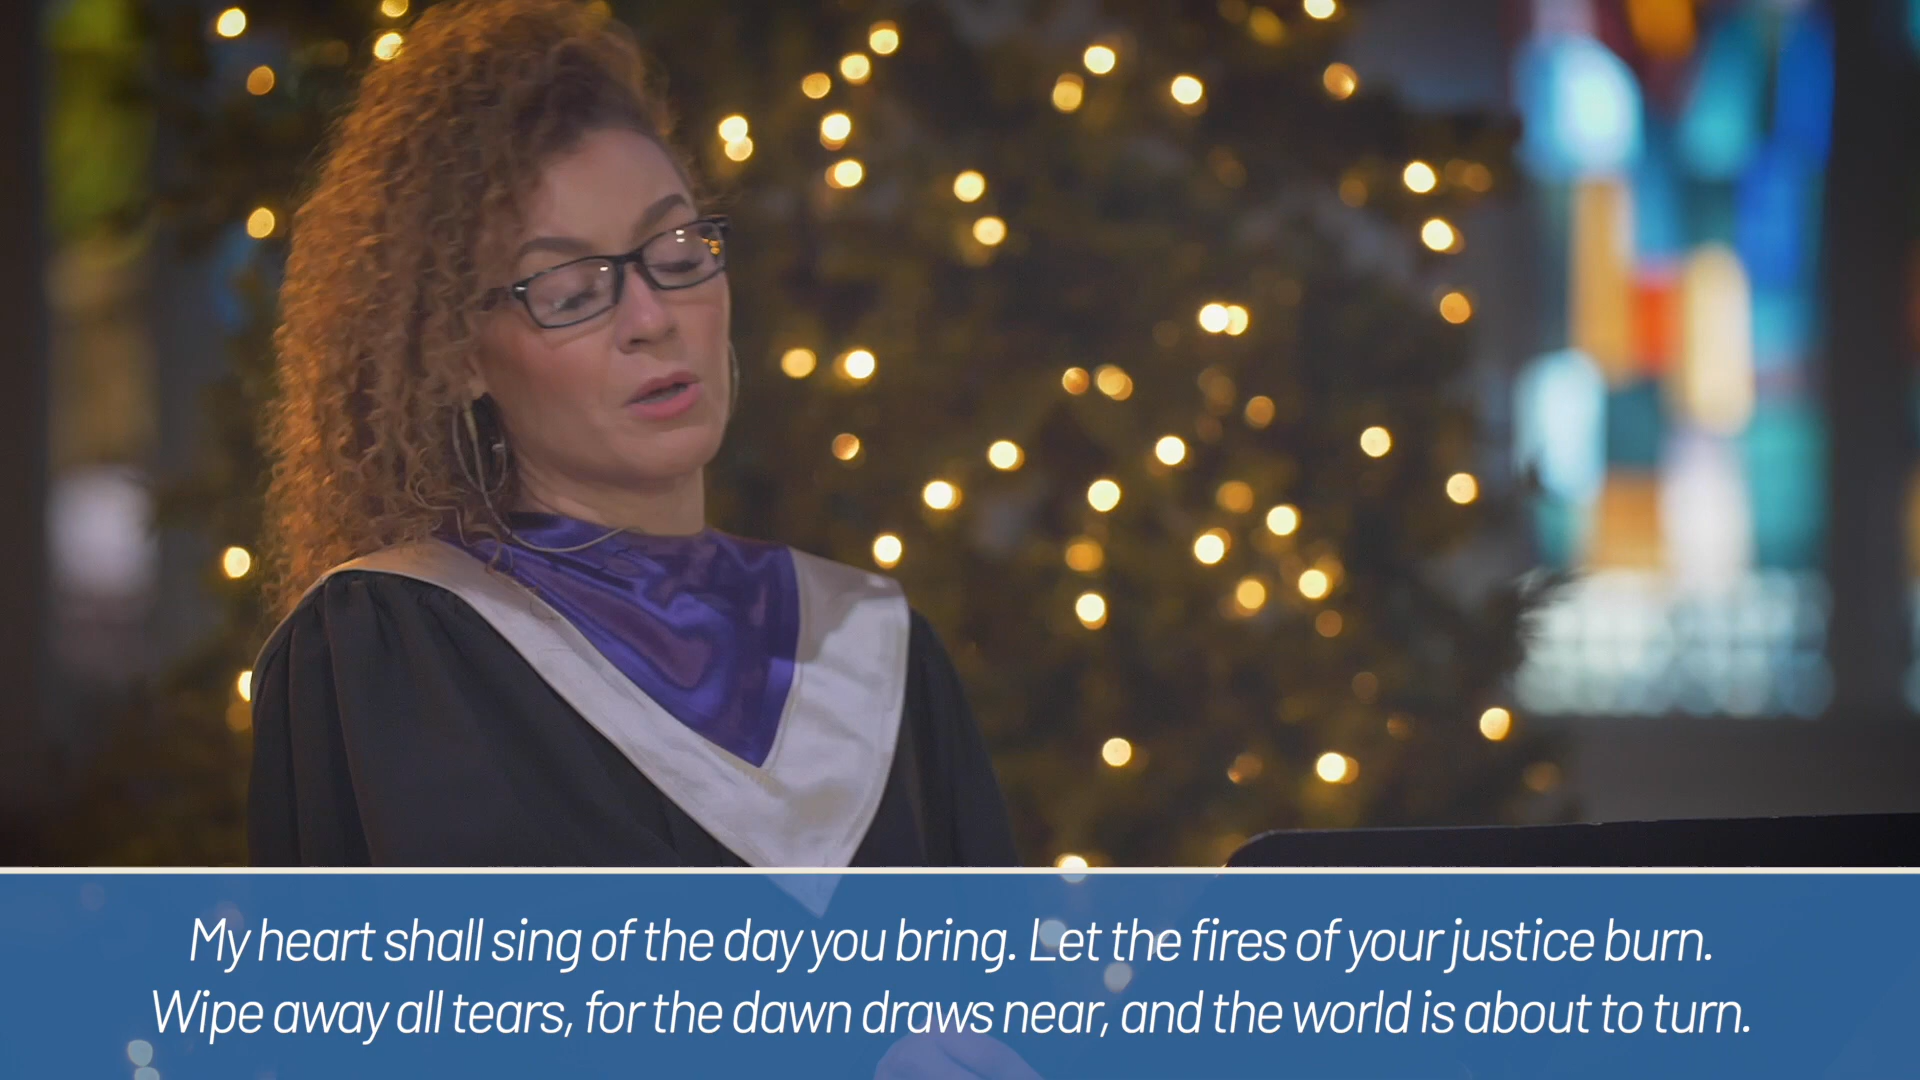 My heart shall sing of the day you bring. Let the fires of your justice burn.
Wipe away all tears, for the dawn draws near, and the world is about to turn.